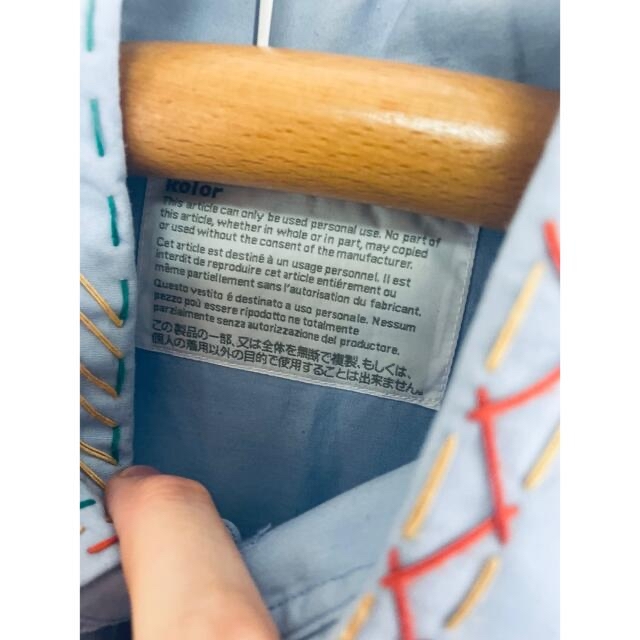 kolor
This article can only be used personal use. No part of
this article, whether in whole or in part, may copied
or used without the consent of the manufacturer.
Cet article est destiné à un usage personnel. Il est
interdit de reproduire cet article entiérement ou
même partiellement sans l'autorisation du fabricant.
Questo vestito é destinato a uso personale. Nessum
pezzo poú essere ripodotto ne totalmente
parzialmente senza autorizzazione del productore.
この製品の一部、又は全体を無断で複製、もしくは、
個人の着用以外の目的で使用することは出来ません。